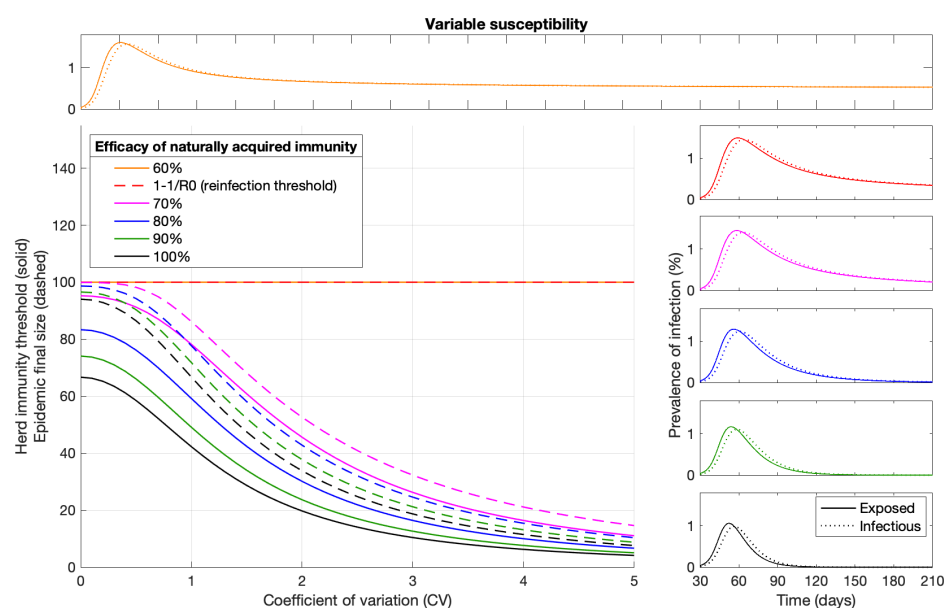 Variable susceptibility
1
0
Herd immunity threshold (solid)
Epidemic final size (dashed)
140
120
100
80
60
40
20
0
Efficacy of naturally acquired immunity
60%
1-1/R0 (reinfection threshold)
70%
80%
90%
100%
0 1 2 3 4 5
Coefficient of variation (CV)
Prevalence of infection (%)
1
0
1
0
1
0
1
0
1
0
Exposed
Infectious
30 60 90 120 150 180 210
Time (days)